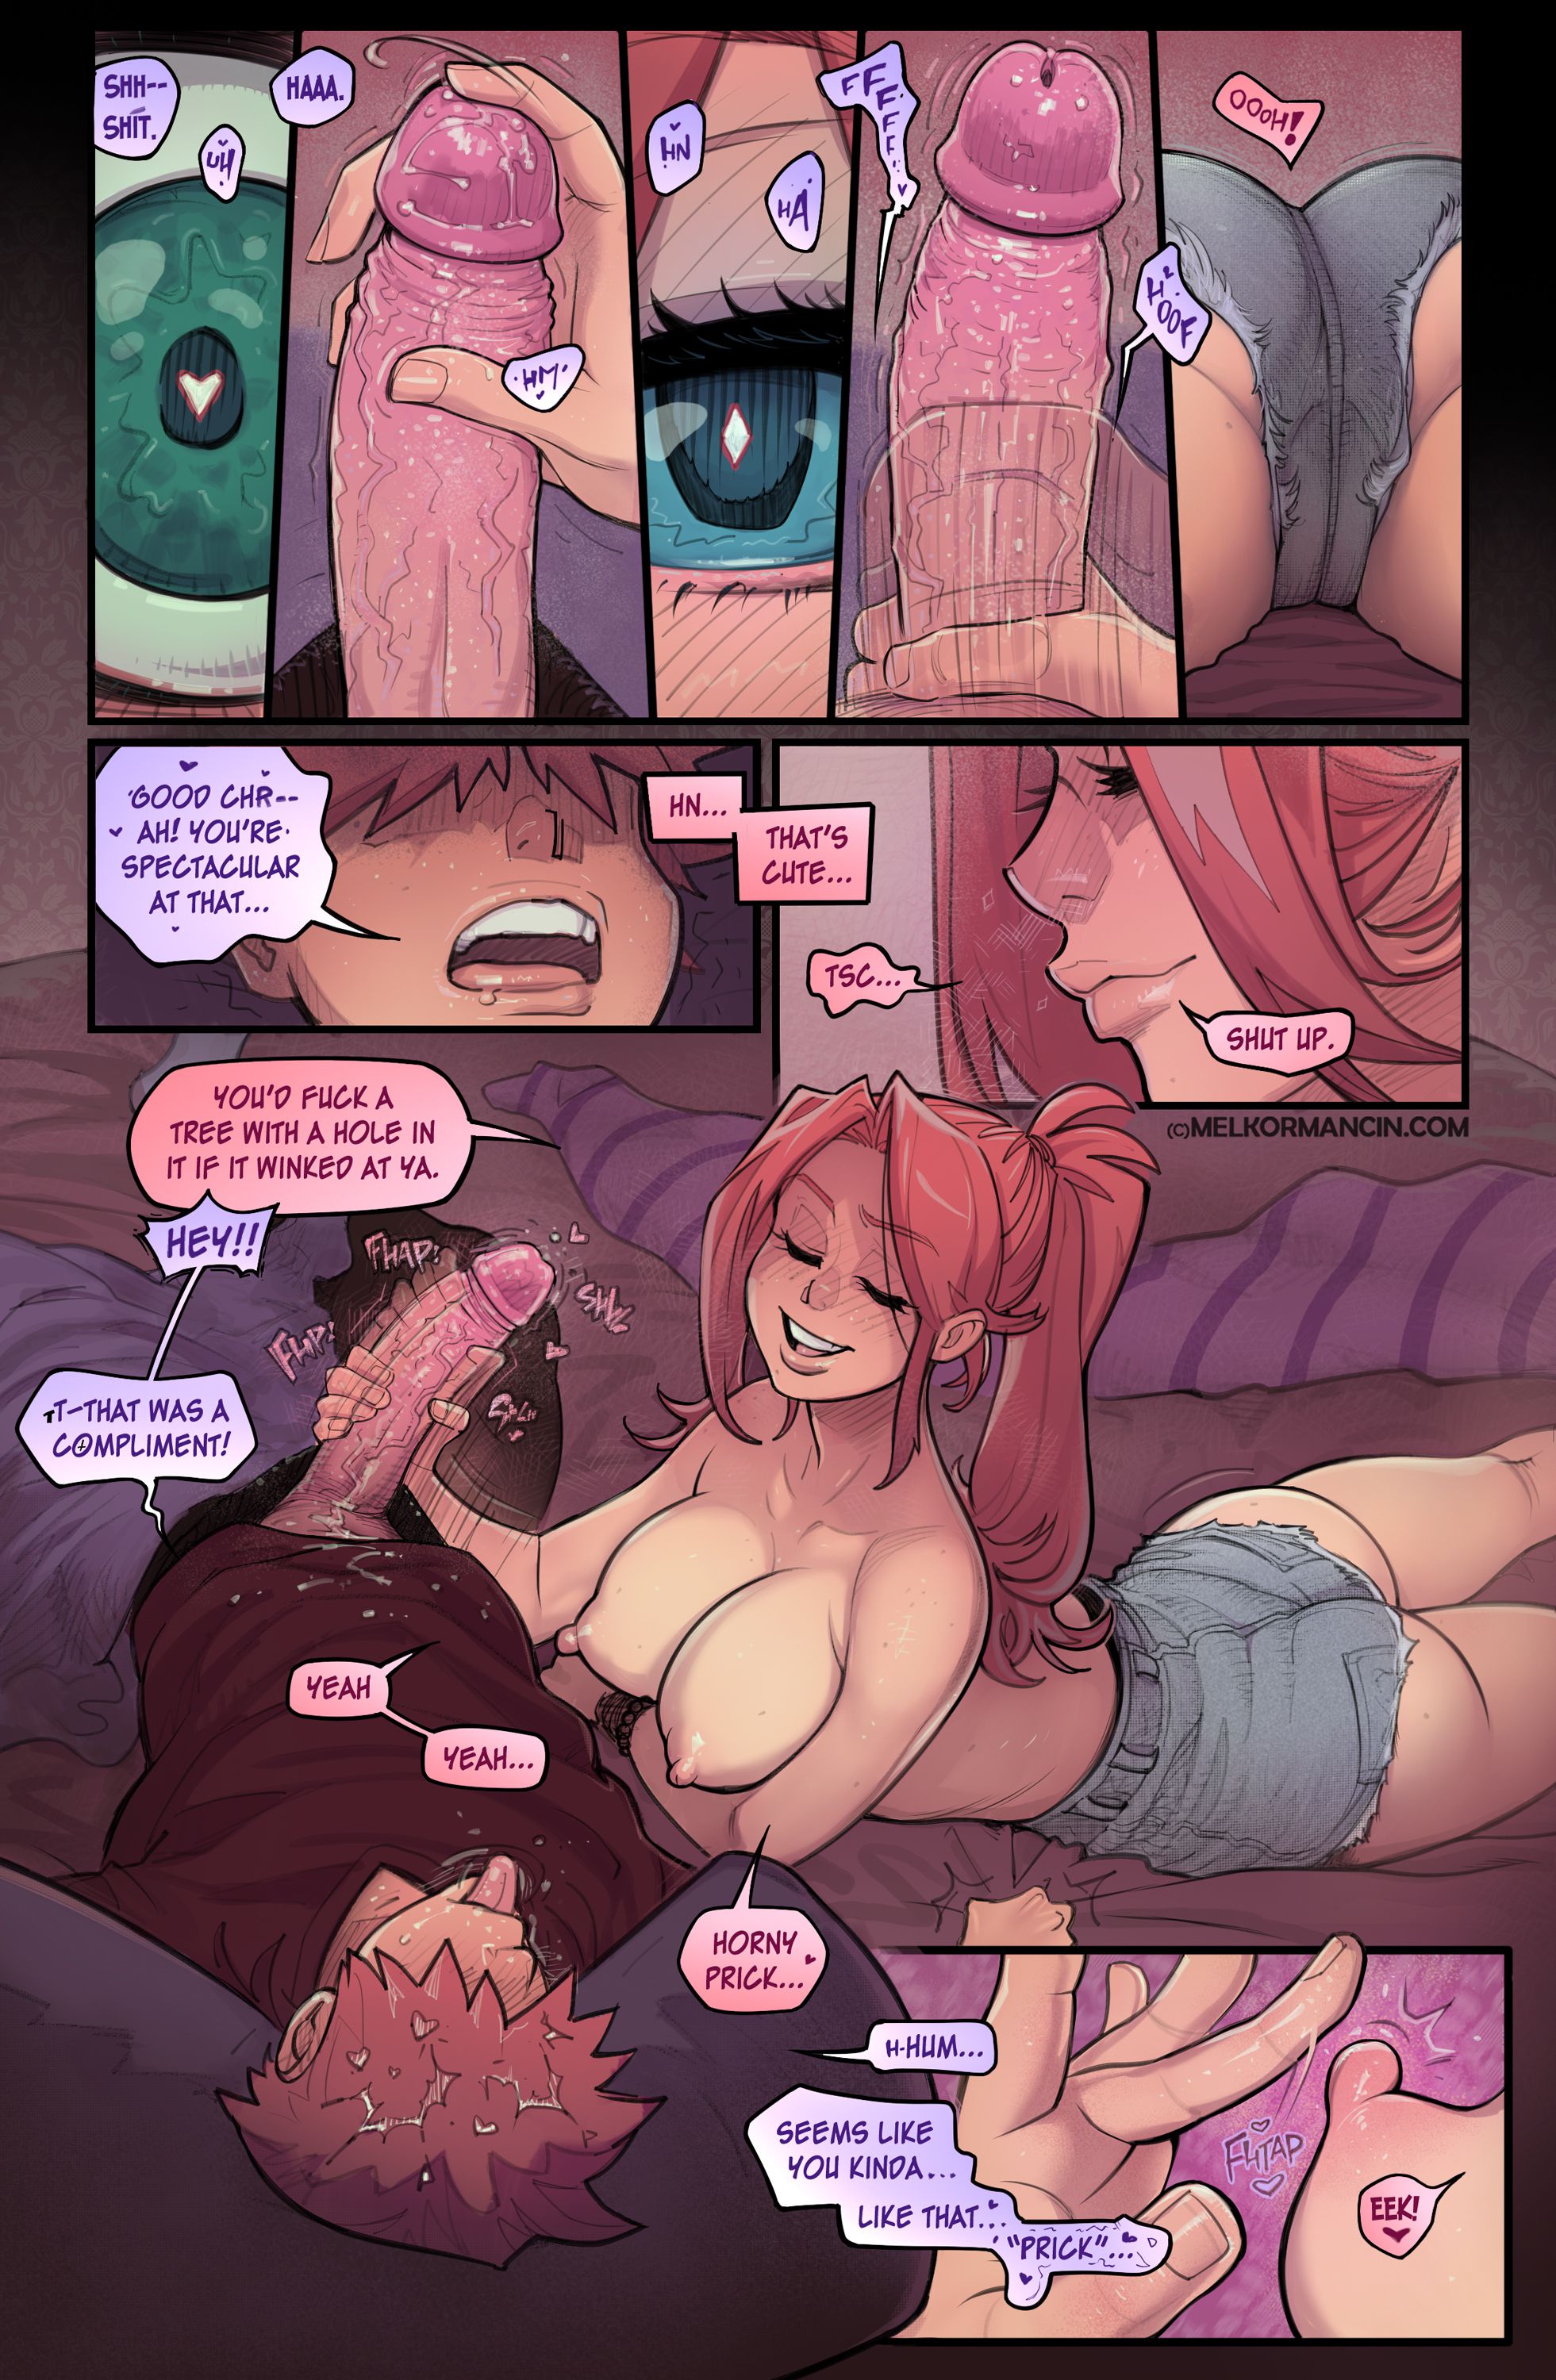 SHH--
SHIT.
UH
HAAA.
HM
HN
HA
FFFFFF
H-HOOF
OOOH!
GOOD CHR--
AH! YOU'RE
SPECTACULAR
AT THAT...
HN...
THAT'S
CUTE...
TSC...
SHUT UP.
(C)MELKORMANCIN.COM
YOU'D FUCK A
TREE WITH A HOLE IN
IT IF IT WINKED AT YA.
HEY!!
FHAP!
FHP!
T-THAT WAS A
COMPLIMENT!
YEAH
YEAH...
HORNY
PRICK...
H-HUM...
SEEMS LIKE
YOU KINDA...
LIKE THAT...
"PRICK"...
FHTAP
EEK!